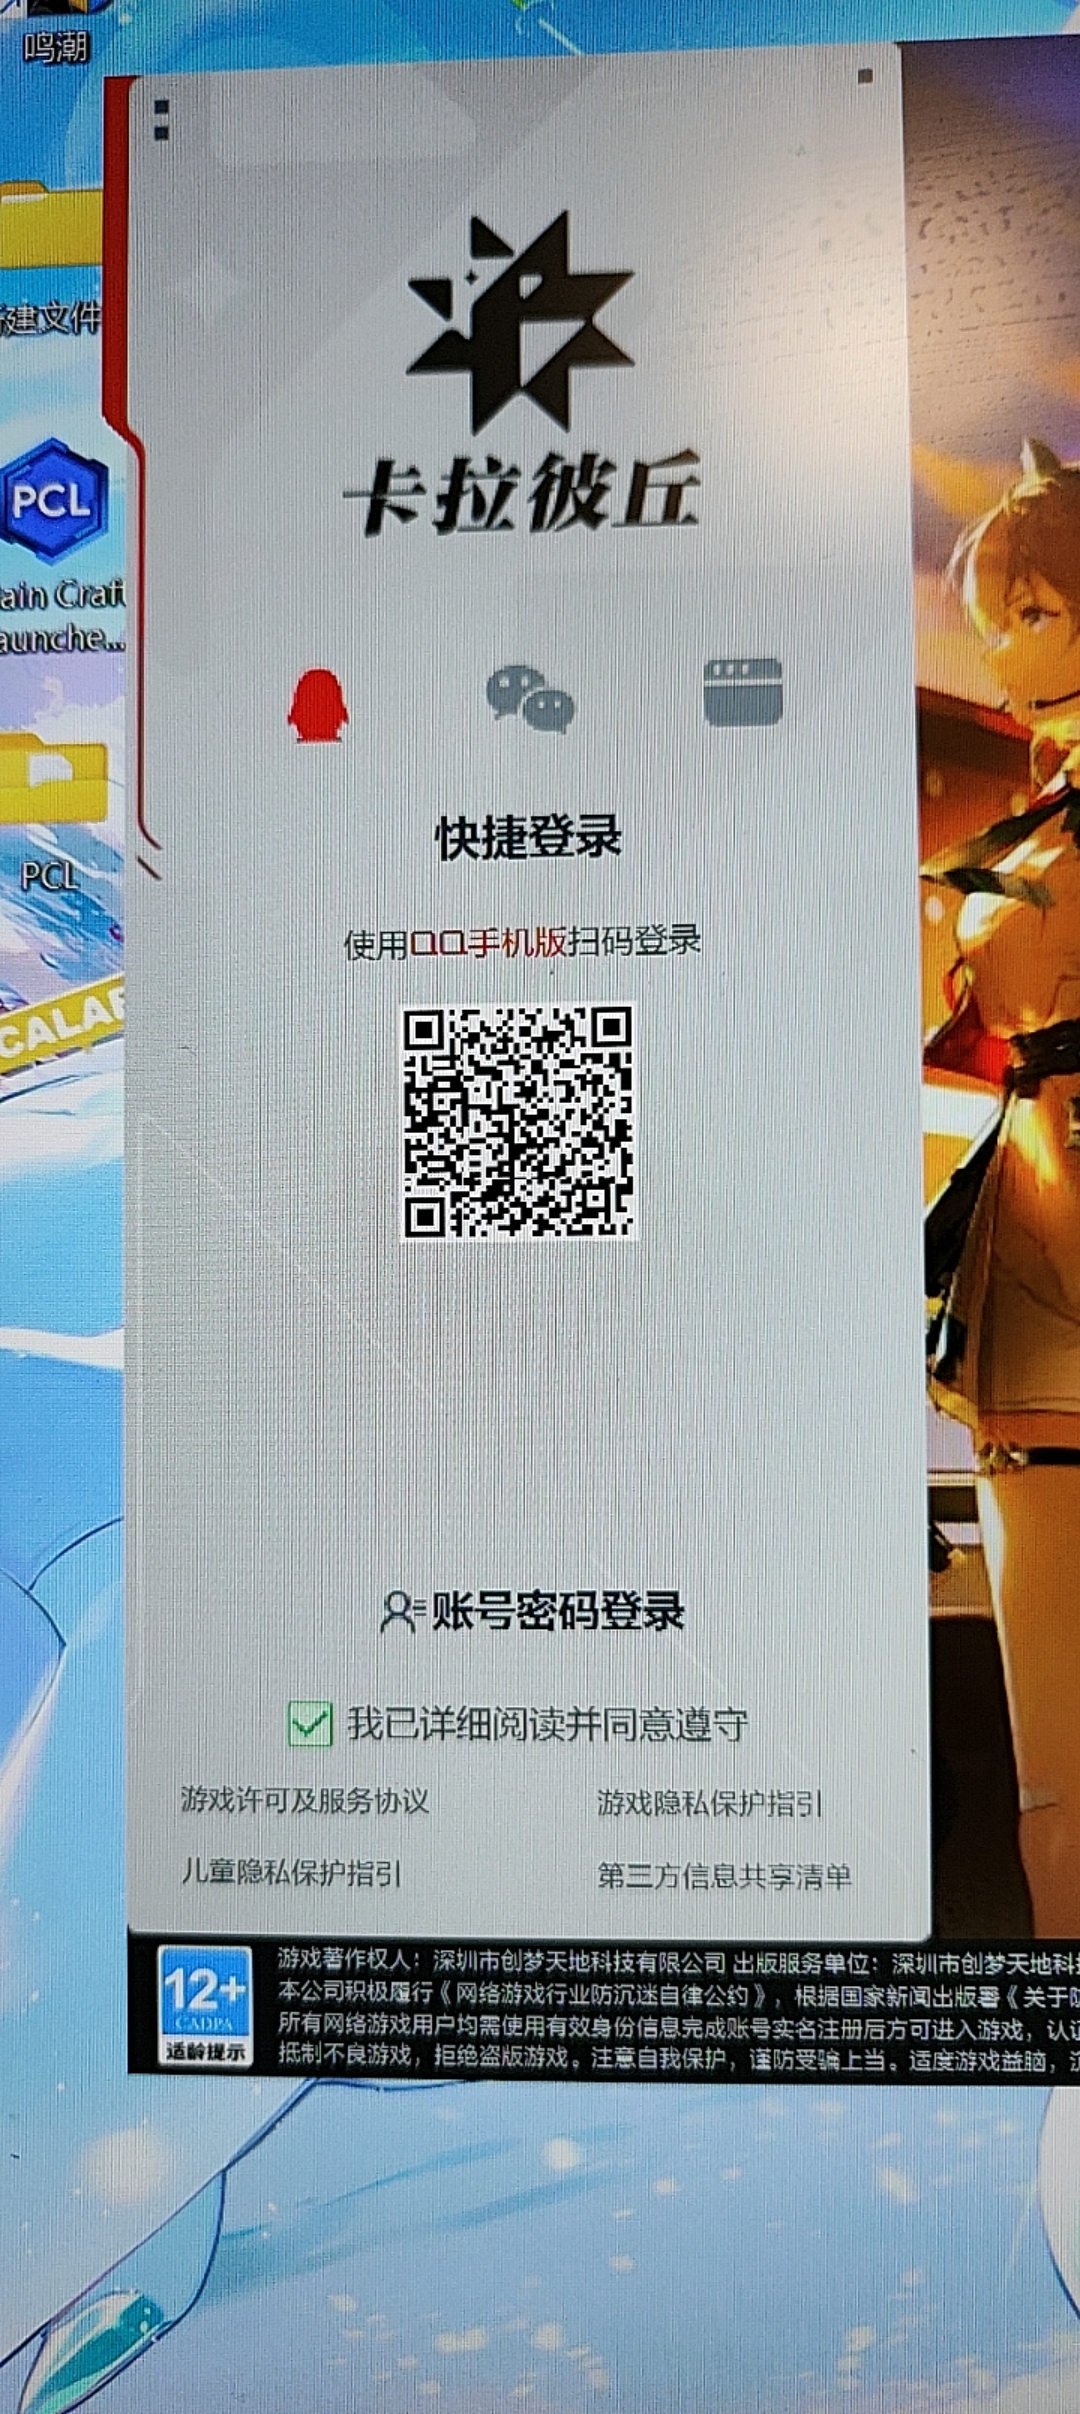 鸣潮
建文件
PCL
ain Craft
aunche...
PCL
CALA
卡拉彼丘
快捷登录
使用QQ手机版扫码登录
账号密码登录
我已详细阅读并同意遵守
游戏许可及服务协议
游戏隐私保护指引
儿童隐私保护指引
第三方信息共享清单
12+
CADPA
适龄提示
游戏著作权人：深圳市创梦天地科技有限公司 出版服务单位：深圳市创梦天地科
本公司积极履行《网络游戏行业防沉迷自律公约》，根据国家新闻出版署《关于
所有网络游戏用户均需使用有效身份信息完成账号实名注册后方可进入游戏，认
抵制不良游戏，拒绝盗版游戏。注意自我保护，谨防受骗上当。适度游戏益脑，